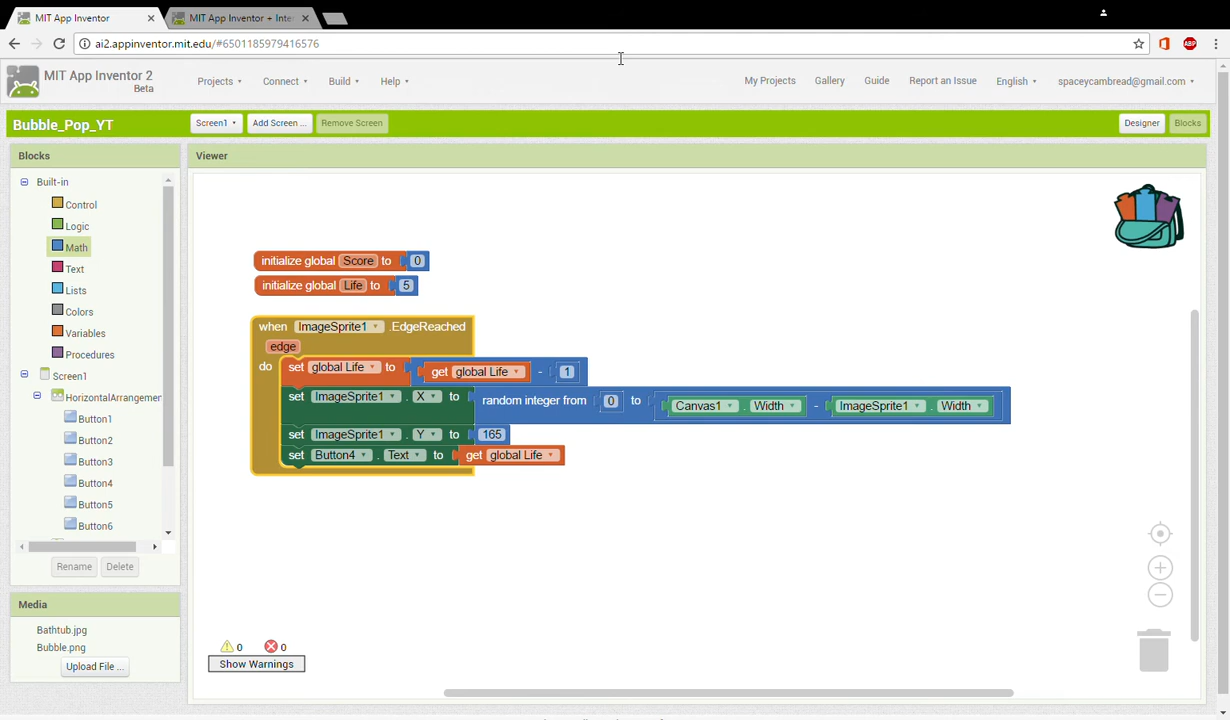 MIT App Inventor
MIT App Inventor + Inte
ai2.appinventor.mit.edu/#6501185979416576
ABP
MIT App Inventor 2
Beta
Projects
Connect
Build
Help
My Projects
Gallery
Guide
Report an Issue
English
spaceycambread@gmail.com
Bubble_Pop_YT
Screen1
Add Screen ...
Remove Screen
Designer
Blocks
Blocks
Viewer
Built-in
Control
Logic
Math
Text
Lists
Colors
Variables
Procedures
Screen1
HorizontalArrangemen
Button1
Button2
Button3
Button4
Button5
Button6
Rename
Delete
Media
Bathtub.jpg
Bubble.png
Upload File ...
initialize global Score to 0
initialize global Life to 5
when ImageSprite1 .EdgeReached
edge
do set global Life to get global Life - 1
set ImageSprite1 . X to random integer from 0 to Canvas1 . Width - ImageSprite1 . Width
set ImageSprite1 . Y to 165
set Button4 . Text to get global Life
0 0
Show Warnings